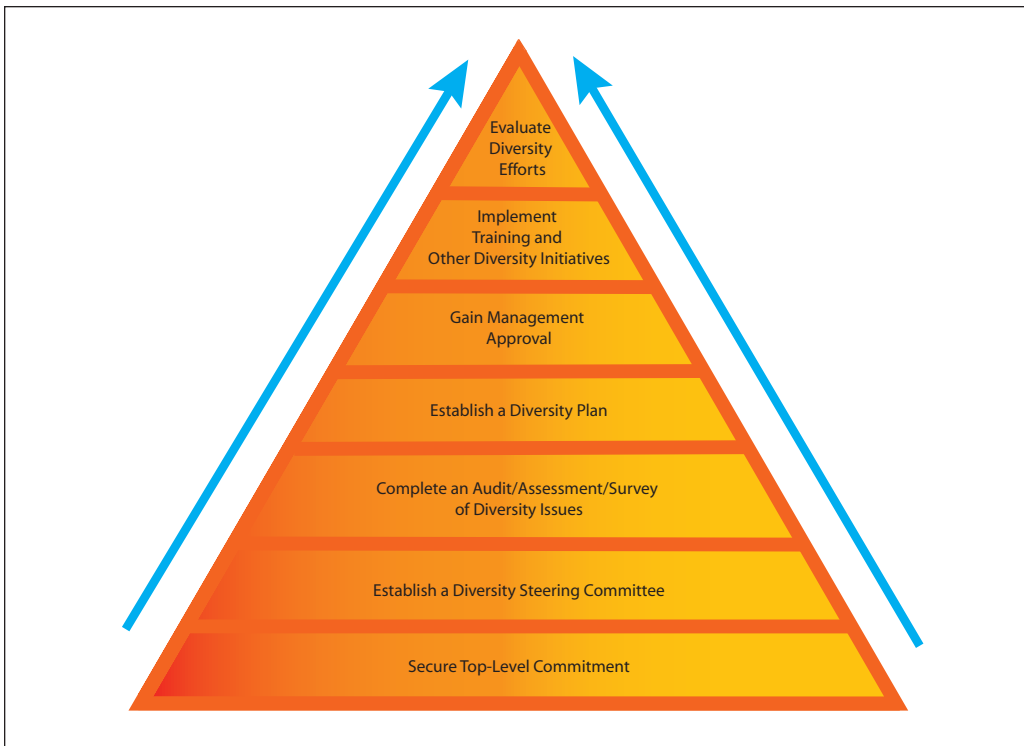 Evaluate
Diversity
Efforts
Implement
Training and
Other Diversity Initiatives
Gain Management
Approval
Establish a Diversity Plan
Complete an Audit/Assessment/Survey
of Diversity Issues
Establish a Diversity Steering Committee
Secure Top-Level Commitment